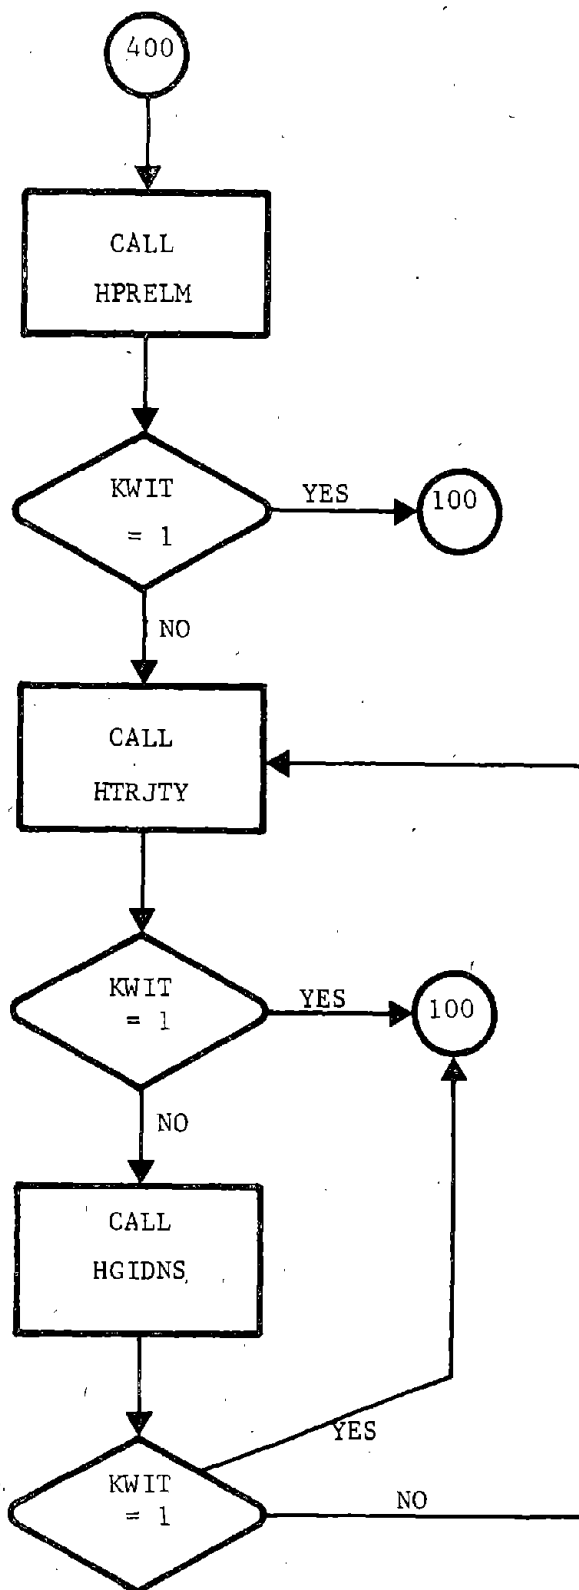 400
CALL
HPRELM
KWIT
= 1
YES
100
NO
CALL
HTRJTY
KWIT
= 1
YES
100
NO
CALL
HGIDNS
YES
KWIT
= 1
NO